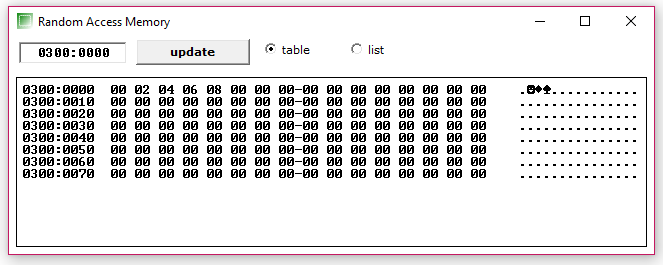 Random Access Memory
0300:0000 update table list
0300:0000 00 02 04 06 08 00 00 00-00 00 00 00 00 00 00 00 .☻♦♠............
0300:0010 00 00 00 00 00 00 00 00-00 00 00 00 00 00 00 00 ................
0300:0020 00 00 00 00 00 00 00 00-00 00 00 00 00 00 00 00 ................
0300:0030 00 00 00 00 00 00 00 00-00 00 00 00 00 00 00 00 ................
0300:0040 00 00 00 00 00 00 00 00-00 00 00 00 00 00 00 00 ................
0300:0050 00 00 00 00 00 00 00 00-00 00 00 00 00 00 00 00 ................
0300:0060 00 00 00 00 00 00 00 00-00 00 00 00 00 00 00 00 ................
0300:0070 00 00 00 00 00 00 00 00-00 00 00 00 00 00 00 00 ................